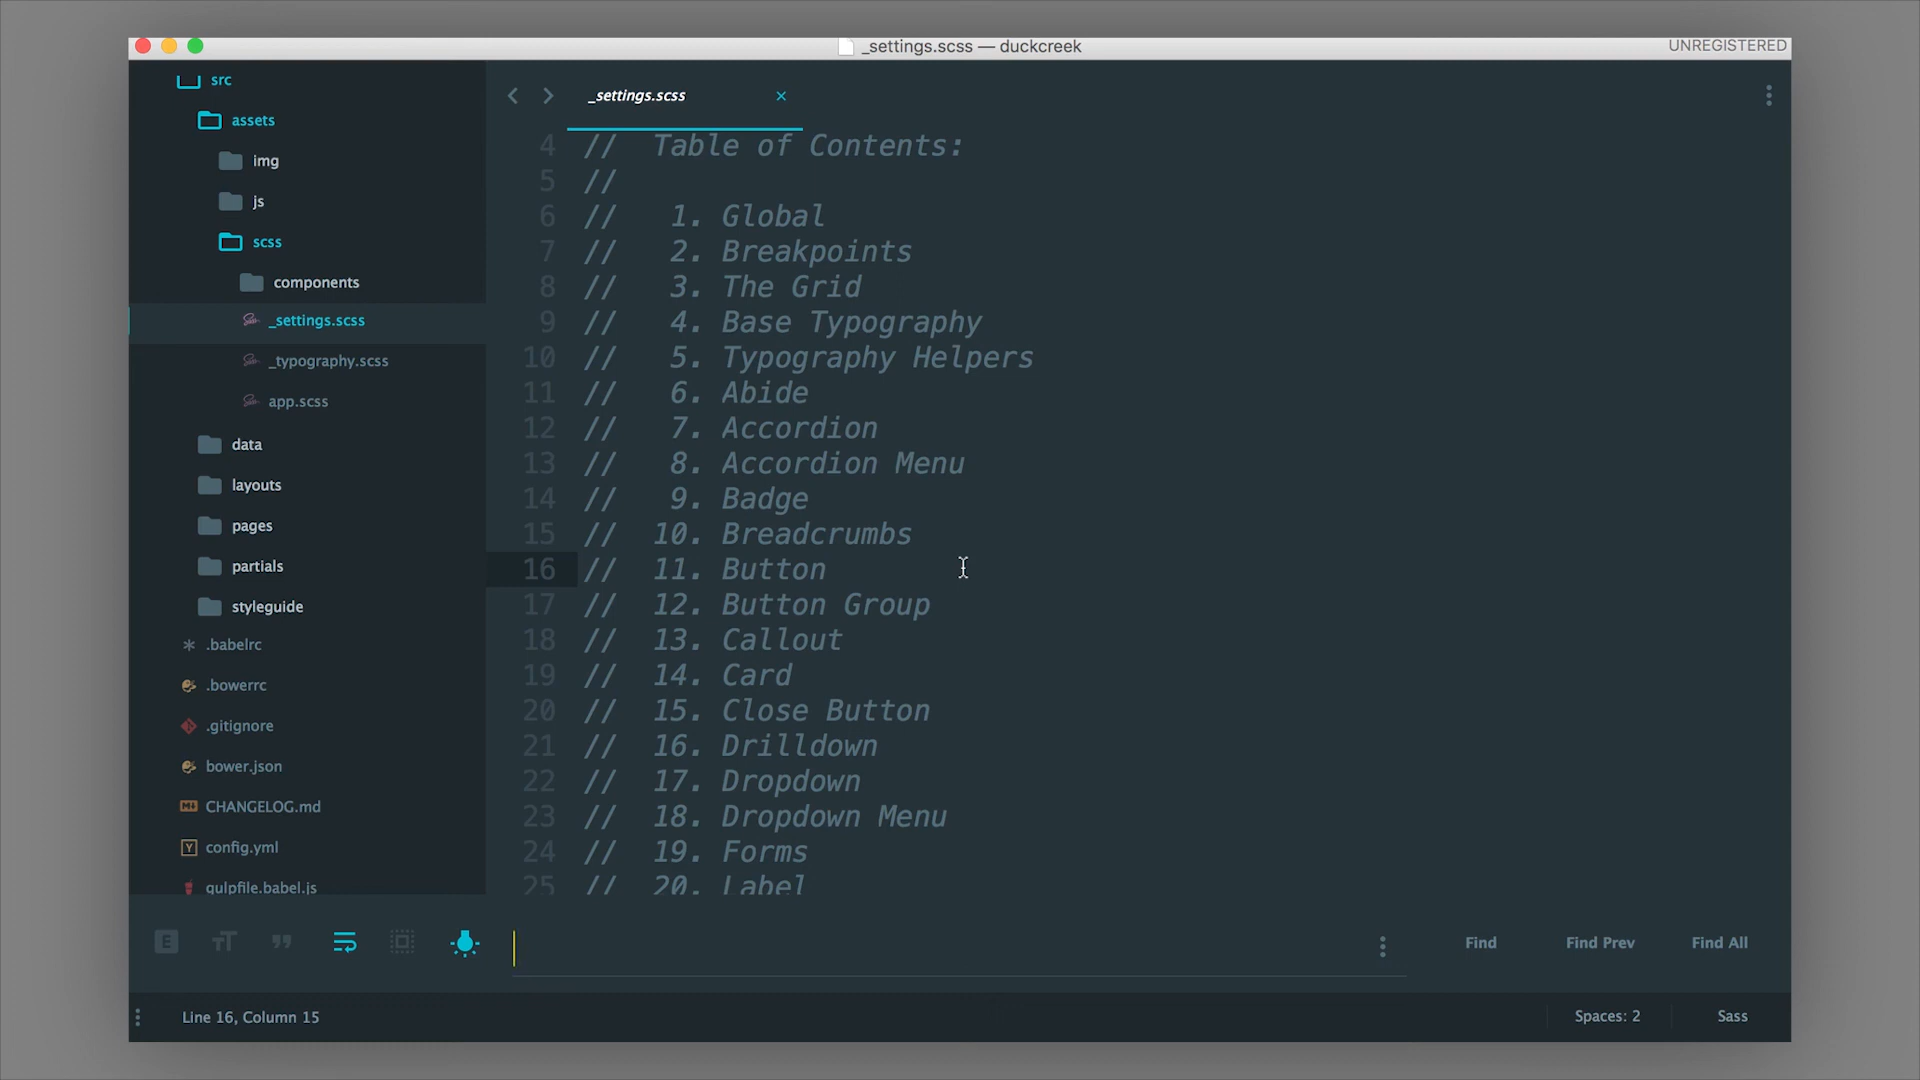 _settings.scss — duckcreek
UNREGISTERED
src
assets
img
js
scss
components
_settings.scss
_typography.scss
app.scss
data
layouts
pages
partials
styleguide
.babelrc
.bowerrc
.gitignore
bower.json
CHANGELOG.md
config.yml
gulpfile.babel.js
_settings.scss
4 // Table of Contents:
5 //
6 // 1. Global
7 // 2. Breakpoints
8 // 3. The Grid
9 // 4. Base Typography
10 // 5. Typography Helpers
11 // 6. Abide
12 // 7. Accordion
13 // 8. Accordion Menu
14 // 9. Badge
15 // 10. Breadcrumbs
16 // 11. Button
17 // 12. Button Group
18 // 13. Callout
19 // 14. Card
20 // 15. Close Button
21 // 16. Drilldown
22 // 17. Dropdown
23 // 18. Dropdown Menu
24 // 19. Forms
25 // 20. Label
Find Find Prev Find All
Line 16, Column 15
Spaces: 2 Sass